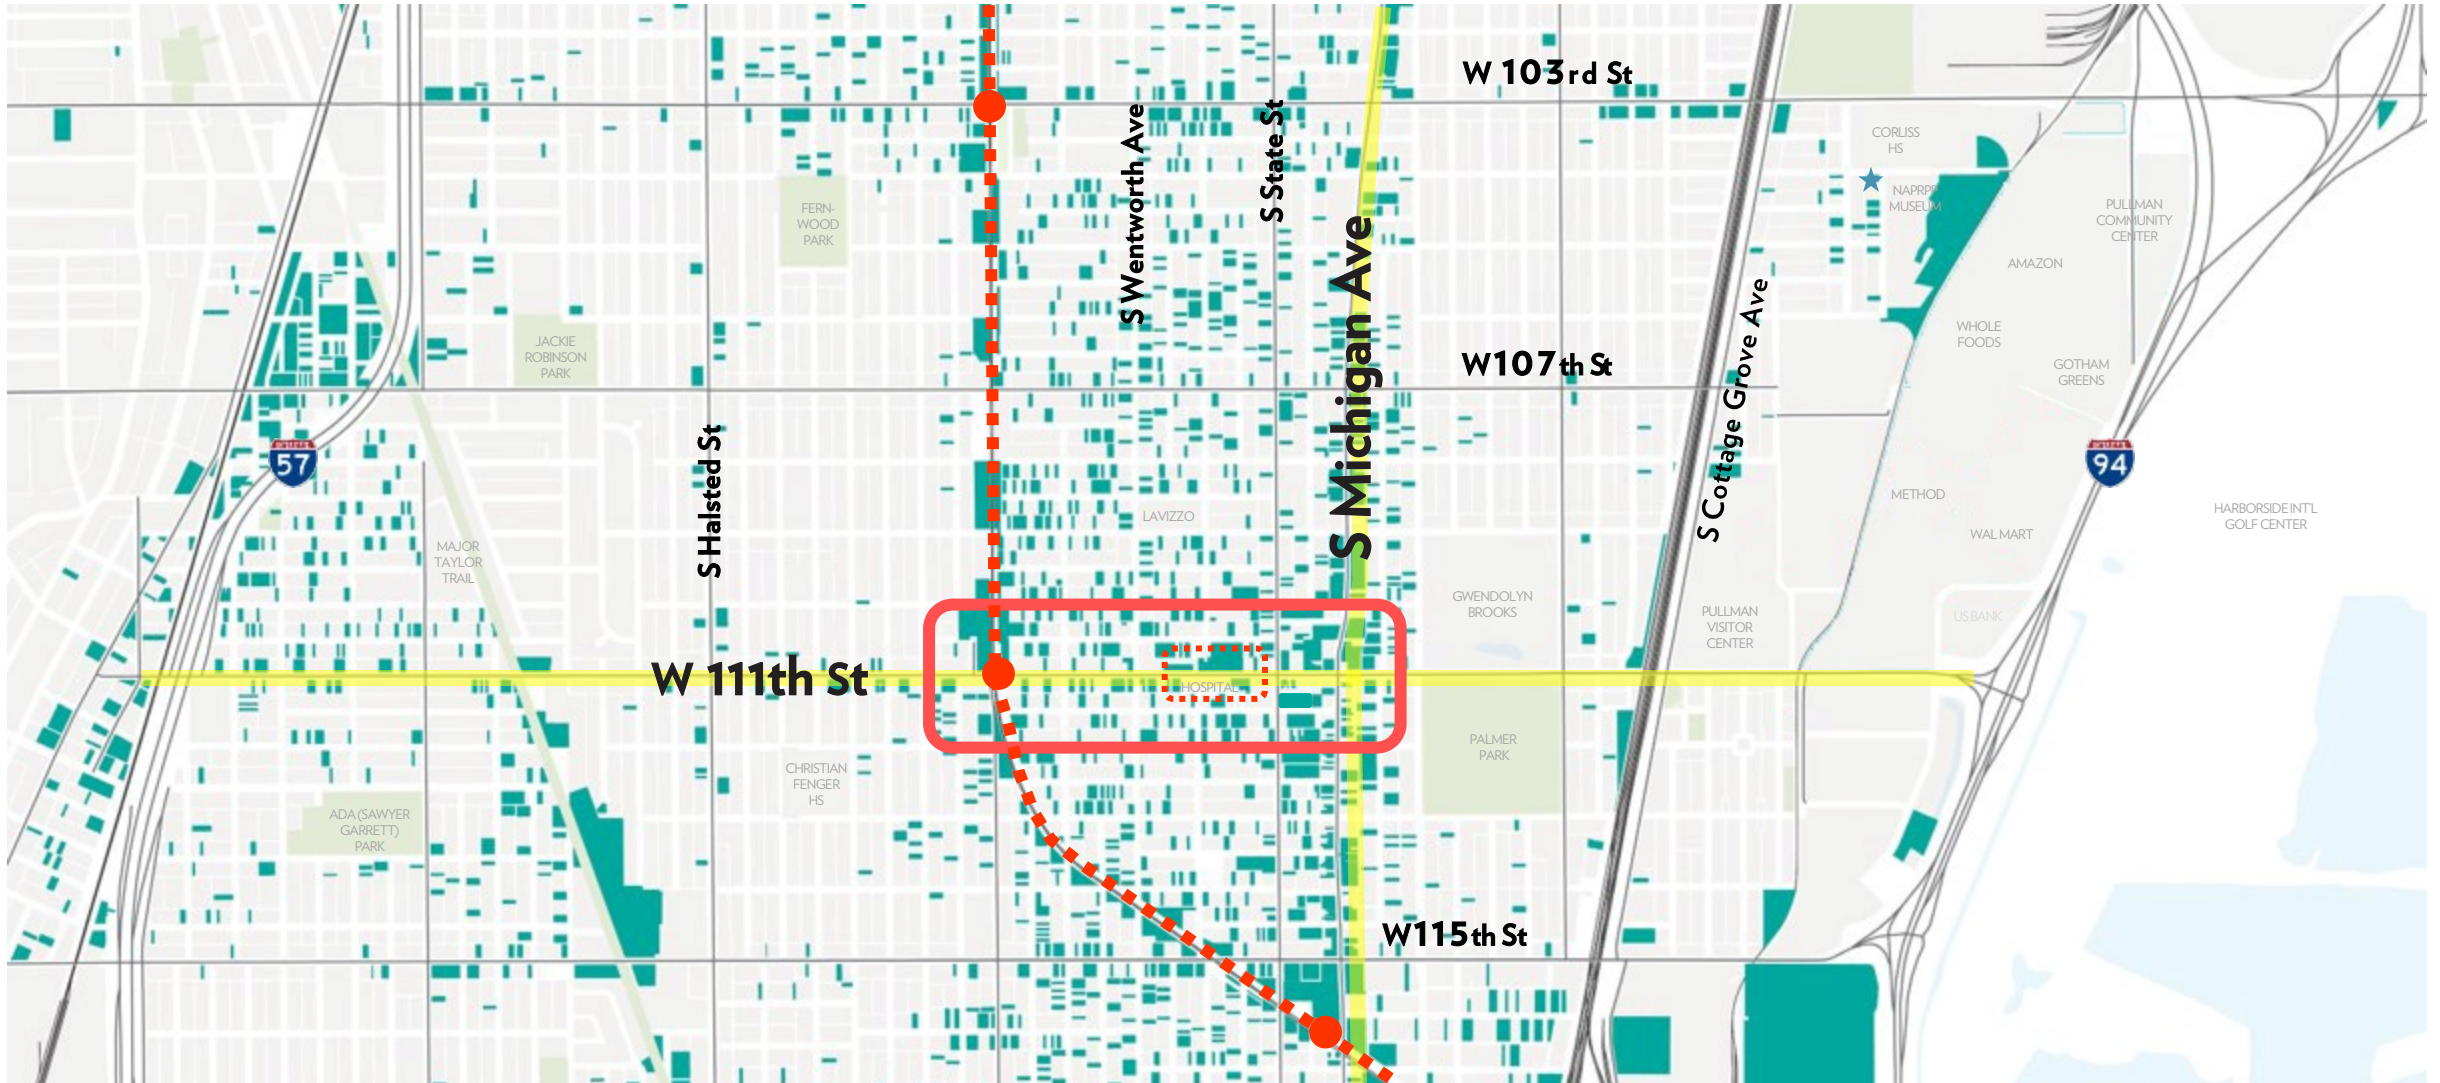 W 103rd St
CORLISS
HS
NAPRPR
MUSEUM
S Wentworth Ave
S State St
FERN-
WOOD
PARK
PULLMAN
COMMUNITY
CENTER
AMAZON
S Michigan Ave
WHOLE
FOODS
JACKIE
ROBINSON
PARK
W107th St
GOTHAM
GREENS
S Cottage Grove Ave
57
94
S Halsted St
METHOD
LAVIZZO
HARBORSIDE INT'L
GOLF CENTER
WAL MART
MAJOR
TAYLOR
TRAIL
GWENDOLYN
BROOKS
PULLMAN
VISITOR
CENTER
US BANK
W 111th St
HOSPITAL
PALMER
PARK
CHRISTIAN
FENGER
HS
ADA (SAWYER
GARRETT)
PARK
W115th St